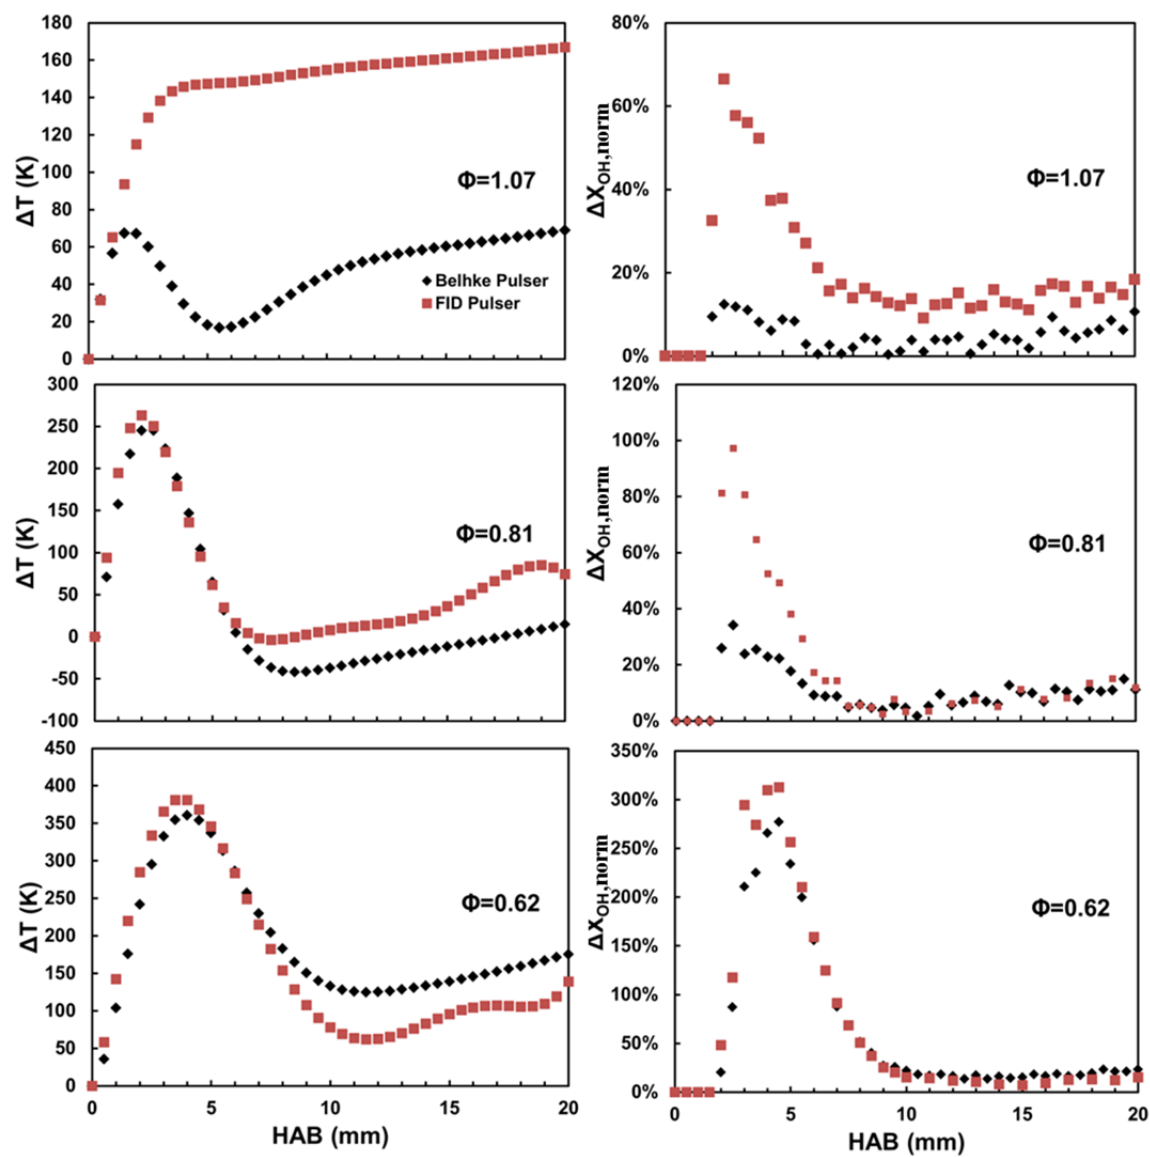 180
160
140
120
100
80
60
40
20
0
ΔT (K)
Φ=1.07
Belhke Pulser
FID Pulser
80%
60%
40%
20%
0%
ΔXOH,norm
Φ=1.07
300
250
200
150
100
50
0
-50
-100
ΔT (K)
Φ=0.81
120%
100%
80%
60%
40%
20%
0%
ΔXOH,norm
Φ=0.81
450
400
350
300
250
200
150
100
50
0
ΔT (K)
Φ=0.62
0 5 10 15 20
HAB (mm)
350%
300%
250%
200%
150%
100%
50%
0%
ΔXOH,norm
Φ=0.62
0 5 10 15 20
HAB (mm)